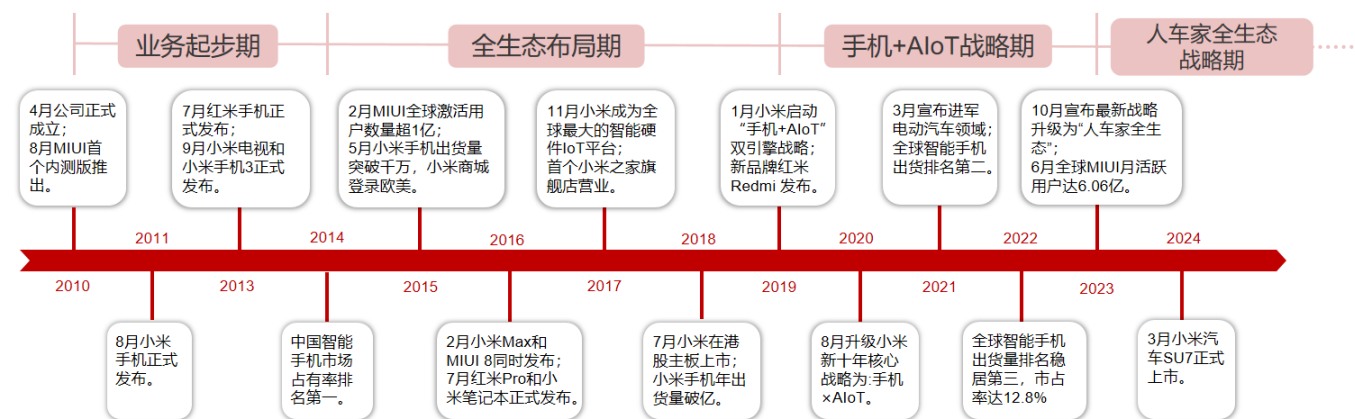 业务起步期
全生态布局期
手机+AIoT战略期
人车家全生态
战略期
4月公司正式
成立；
8月MIUI首
个内测版推
出。
7月红米手机正
式发布；
9月小米电视和
小米手机3正式
发布。
2月MIUI全球激活用
户数量超1亿；
5月小米手机出货量
突破千万，小米商城
登录欧美。
11月小米成为全
球最大的智能硬
件IoT平台；
首个小米之家旗
舰店营业。
1月小米启动
“手机+AIoT”
双引擎战略；
新品牌红米
Redmi 发布。
3月宣布进军
电动汽车领域；
全球智能手机
出货排名第二。
10月宣布最新战略
升级为“人车家全生
态”；
6月全球MIUI月活跃
用户达6.06亿。
2011
2014
2016
2018
2020
2022
2024
2010
2013
2015
2017
2019
2021
2023
8月小米
手机正式
发布。
中国智能
手机市场
占有率排
名第一。
2月小米Max和
MIUI 8同时发布；
7月红米Pro和小
米笔记本正式发布。
7月小米在港
股主板上市；
小米手机年出
货量破亿。
8月升级小米
新十年核心
战略为:手机
×AIoT。
全球智能手机
出货量排名稳
居第三，市占
率达12.8%
3月小米汽
车SU7正式
上市。